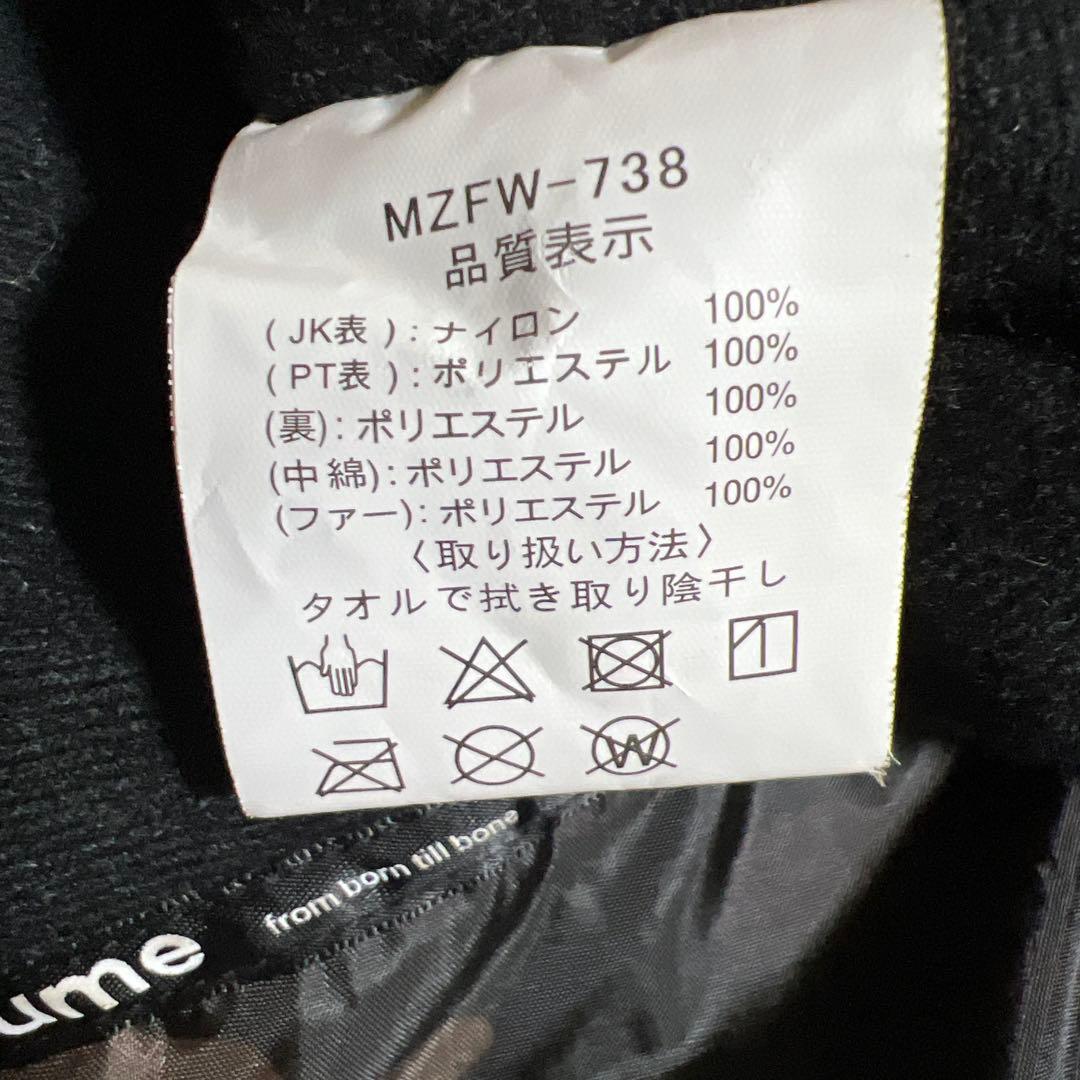 MZFW-738
品質表示
(JK表): ナイロン 100%
(PT表): ポリエステル 100%
(裏): ポリエステル 100%
(中綿): ポリエステル 100%
(ファー): ポリエステル 100%
〈取り扱い方法〉
タオルで拭き取り陰干し
W
from born till bone
ume